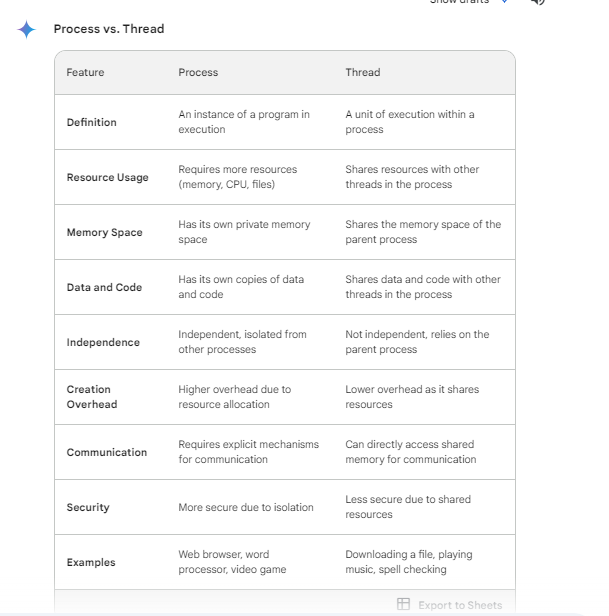 Show drafts
Process vs. Thread
Feature Process Thread
Definition An instance of a program in execution A unit of execution within a process
Resource Usage Requires more resources (memory, CPU, files) Shares resources with other threads in the process
Memory Space Has its own private memory space Shares the memory space of the parent process
Data and Code Has its own copies of data and code Shares data and code with other threads in the process
Independence Independent, isolated from other processes Not independent, relies on the parent process
Creation Overhead Higher overhead due to resource allocation Lower overhead as it shares resources
Communication Requires explicit mechanisms for communication Can directly access shared memory for communication
Security More secure due to isolation Less secure due to shared resources
Examples Web browser, word processor, video game Downloading a file, playing music, spell checking
Export to Sheets